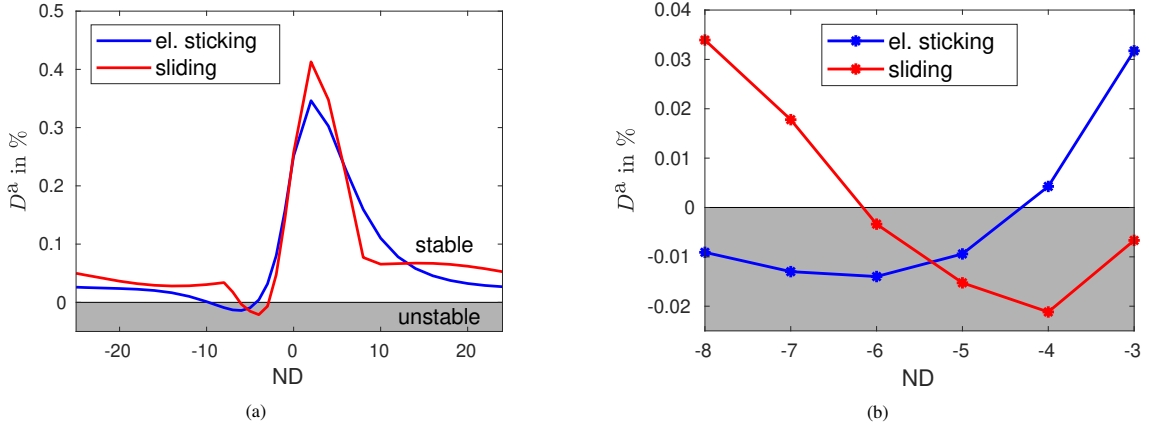 0.5
0.4
0.3
0.2
0.1
0
Dᵃ in %
el. sticking
sliding
stable
unstable
-20
-10
0
10
20
ND
(a)
0.04
0.03
0.02
0.01
0
-0.01
-0.02
Dᵃ in %
el. sticking
sliding
-8
-7
-6
-5
-4
-3
ND
(b)